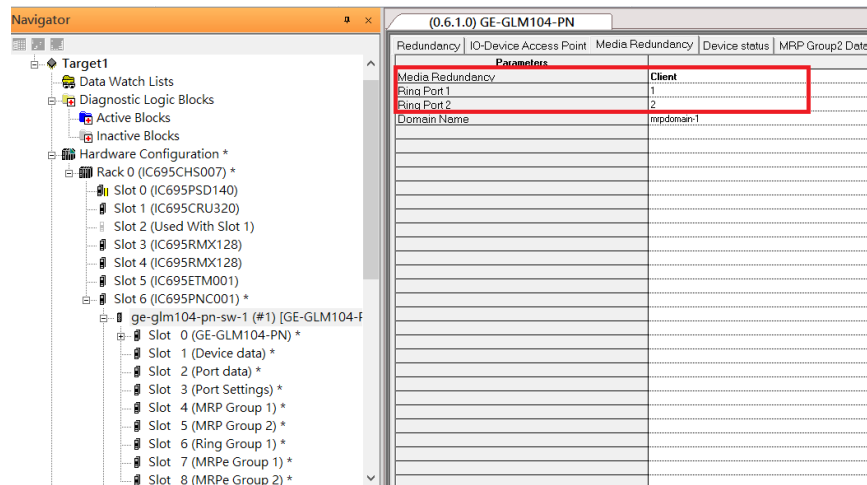 Navigator
Target1
Data Watch Lists
Diagnostic Logic Blocks
Active Blocks
Inactive Blocks
Hardware Configuration *
Rack 0 (IC695CHS007) *
Slot 0 (IC695PSD140)
Slot 1 (IC695CRU320)
Slot 2 (Used With Slot 1)
Slot 3 (IC695RMX128)
Slot 4 (IC695RMX128)
Slot 5 (IC695ETM001)
Slot 6 (IC695PNC001) *
ge-glm104-pn-sw-1 (#1) [GE-GLM104-
Slot 0 (GE-GLM104-PN) *
Slot 1 (Device data) *
Slot 2 (Port data) *
Slot 3 (Port Settings) *
Slot 4 (MRP Group 1) *
Slot 5 (MRP Group 2) *
Slot 6 (Ring Group 1) *
Slot 7 (MRPe Group 1) *
Slot 8 (MRPe Group 2) *
(0.6.1.0) GE-GLM104-PN
Redundancy IO-Device Access Point Media Redundancy Device status MRP Group2 Data
Parameters
Media Redundancy Client
Ring Port 1 1
Ring Port 2 2
Domain Name mrpdomain-1